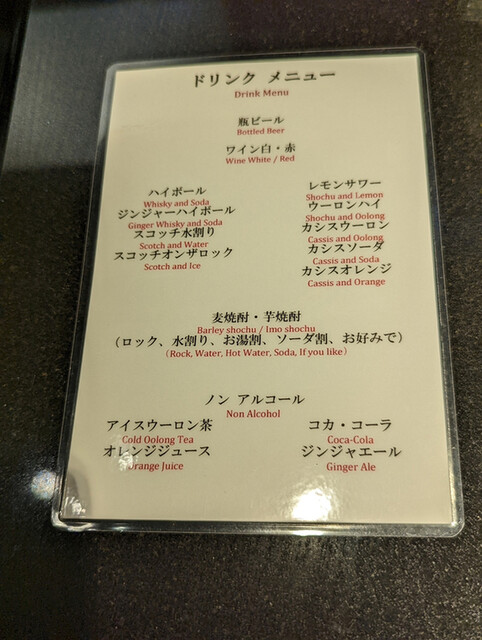 ドリンク メニュー
Drink Menu
瓶ビール
Bottled Beer
ワイン白・赤
Wine White / Red
ハイボール
Whisky and Soda
ジンジャーハイボール
Ginger Whisky and Soda
スコッチ水割り
Scotch and Water
スコッチオンザロック
Scotch and Ice
レモンサワー
Shochu and Lemon
ウーロンハイ
Shochu and Oolong
カシスウーロン
Cassis and Oolong
カシスソーダ
Cassis and Soda
カシスオレンジ
Cassis and Orange
麦焼酎・芋焼酎
Barley shochu / Imo shochu
（ロック、水割り、お湯割、ソーダ割、お好みで）
（Rock, Water, Hot Water, Soda, If you like）
ノン アルコール
Non Alcohol
アイスウーロン茶
Cold Oolong Tea
オレンジジュース
Orange Juice
コカ・コーラ
Coca-Cola
ジンジャエール
Ginger Ale